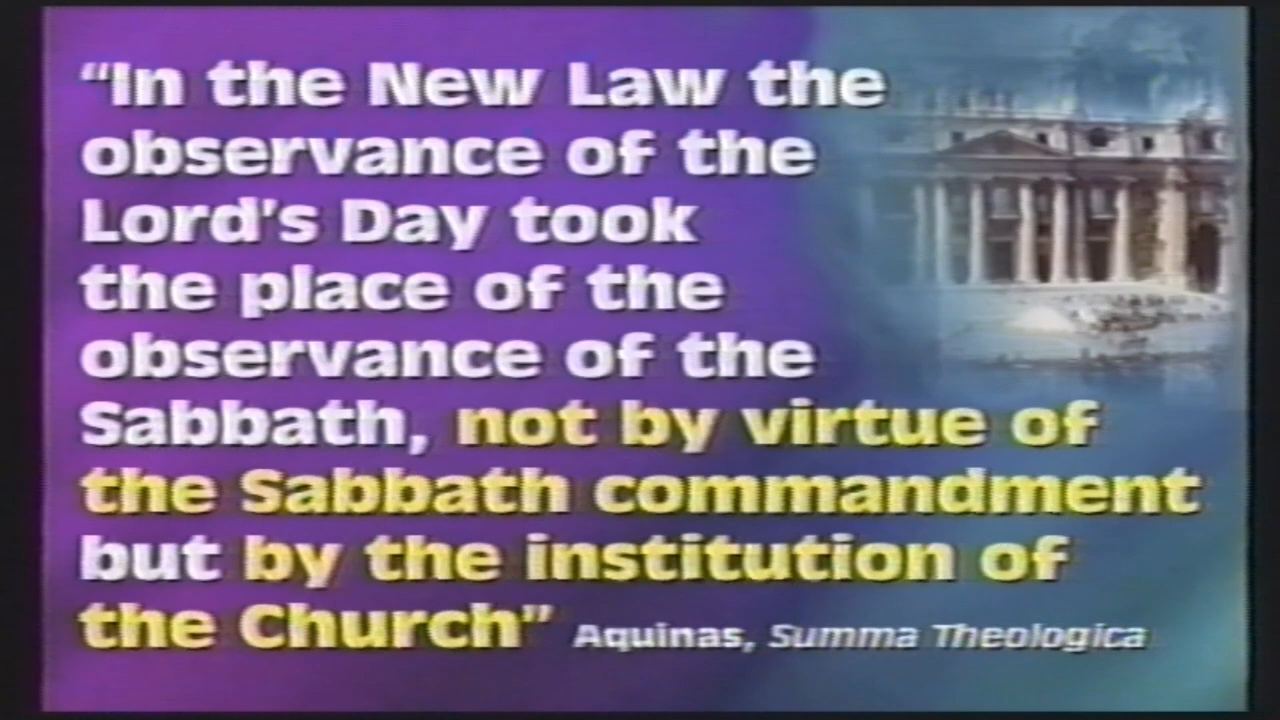 “In the New Law the
observance of the
Lord's Day took
the place of the
observance of the
Sabbath, not by virtue of
the Sabbath commandment
but by the institution of
the Church” Aquinas, Summa Theologica